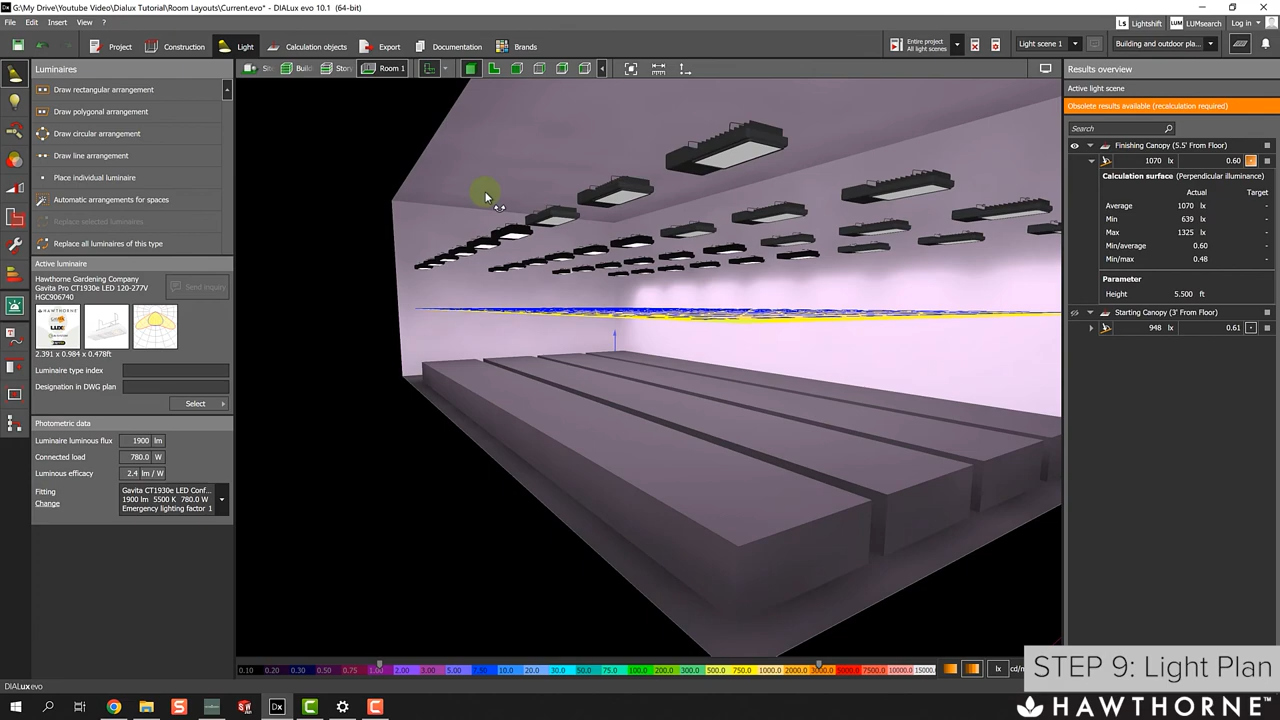 G:\My Drive\Youtube Video\Dialux Tutorial\Room Layouts\Current.evo* - DIALux evo 10.1 (64-bit)
File Edit Insert View ?
Project Construction Light Calculation objects Export Documentation Brands
Entire project
All light scenes
Light scene 1
Building and outdoor pla...
Lightshift LUMsearch Log in
Luminaires
Draw rectangular arrangement
Draw polygonal arrangement
Draw circular arrangement
Draw line arrangement
Place individual luminaire
Automatic arrangements for spaces
Replace selected luminaires
Replace all luminaires of this type
Active luminaire
Hawthorne Gardening Company
Gavita Pro CT1930e LED 120-277V
HGC906740
Send inquiry
2.391 x 0.984 x 0.478ft
Luminaire type index
Designation in DWG plan
Select
Photometric data
Luminaire luminous flux 1900 lm
Connected load 780.0 W
Luminous efficacy 2.4 lm / W
Fitting
Change
Gavita CT1930e LED Conf...
1900 lm 5500 K 780.0 W
Emergency lighting factor 1
Sit Buil Stor Room 1
Results overview
Active light scene
Obsolete results available (recalculation required)
Search
Finishing Canopy (5.5' From Floor)
1070 lx 0.60
Calculation surface (Perpendicular illuminance)
Actual Target
Average 1070 lx
Min 639 lx
Max 1325 lx
Min/average 0.60
Min/max 0.48
Parameter
Height 5.500 ft
Starting Canopy (3' From Floor)
948 lx 0.61
0.10 0.20 0.30 0.50 1.00 2.00 3.00 5.00 7.50 10.0 20.0 30.0 50.0 75.0 100.0 200.0 300.0 500.0 750.0 1000.0 2000.0 3000.0 5000.0 10000.0 15000. lx cd/
STEP 9: Light Plan
HAWTHORNE
DIALux evo